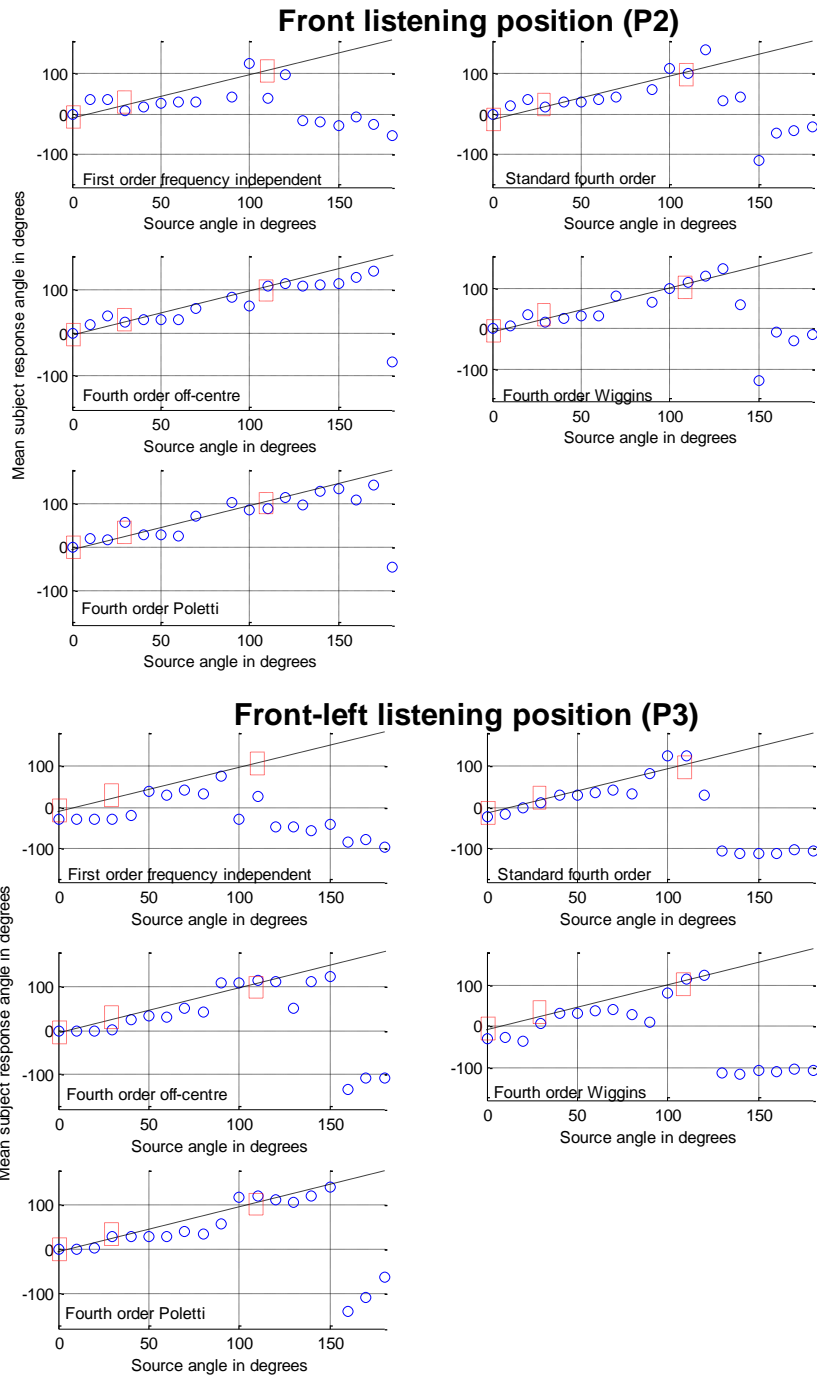 Front listening position (P2)
100
0
-100
First order frequency independent
0 50 100 150
Source angle in degrees
100
0
-100
Standard fourth order
0 50 100 150
Source angle in degrees
Mean subject response angle in degrees
100
0
-100
Fourth order off-centre
0 50 100 150
Source angle in degrees
100
0
-100
Fourth order Wiggins
0 50 100 150
Source angle in degrees
100
0
-100
Fourth order Poletti
0 50 100 150
Source angle in degrees
Front-left listening position (P3)
100
0
-100
First order frequency independent
0 50 100 150
Source angle in degrees
100
0
-100
Standard fourth order
0 50 100 150
Source angle in degrees
Mean subject response angle in degrees
100
0
-100
Fourth order off-centre
0 50 100 150
Source angle in degrees
100
0
-100
Fourth order Wiggins
0 50 100 150
Source angle in degrees
100
0
-100
Fourth order Poletti
0 50 100 150
Source angle in degrees